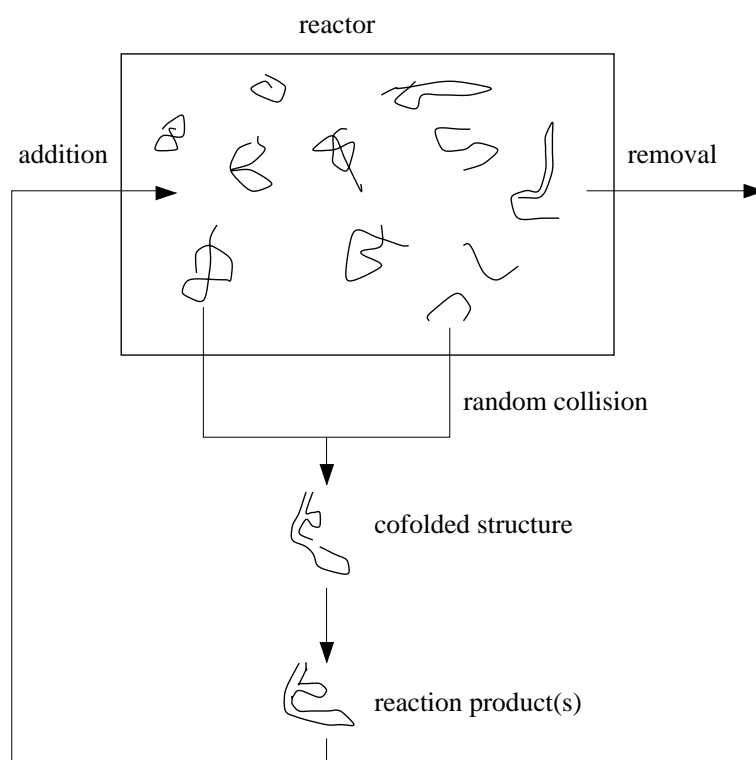 reactor
addition
removal
random collision
cofolded structure
reaction product(s)